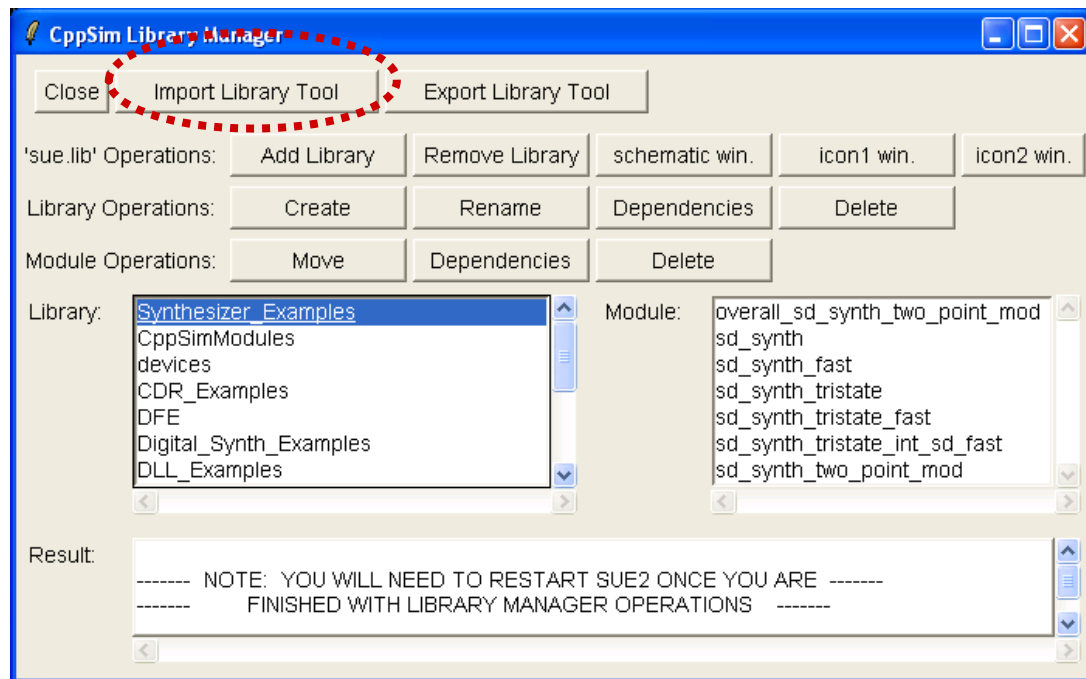 CppSim Library Manager
Close Import Library Tool Export Library Tool
'sue.lib' Operations: Add Library Remove Library schematic win. icon1 win. icon2 win.
Library Operations: Create Rename Dependencies Delete
Module Operations: Move Dependencies Delete
Library:
Synthesizer_Examples
CppSimModules
devices
CDR_Examples
DFE
Digital_Synth_Examples
DLL_Examples
Module:
overall_sd_synth_two_point_mod
sd_synth
sd_synth_fast
sd_synth_tristate
sd_synth_tristate_fast
sd_synth_tristate_int_sd_fast
sd_synth_two_point_mod
Result:
------- NOTE: YOU WILL NEED TO RESTART SUE2 ONCE YOU ARE -------
------- FINISHED WITH LIBRARY MANAGER OPERATIONS -------